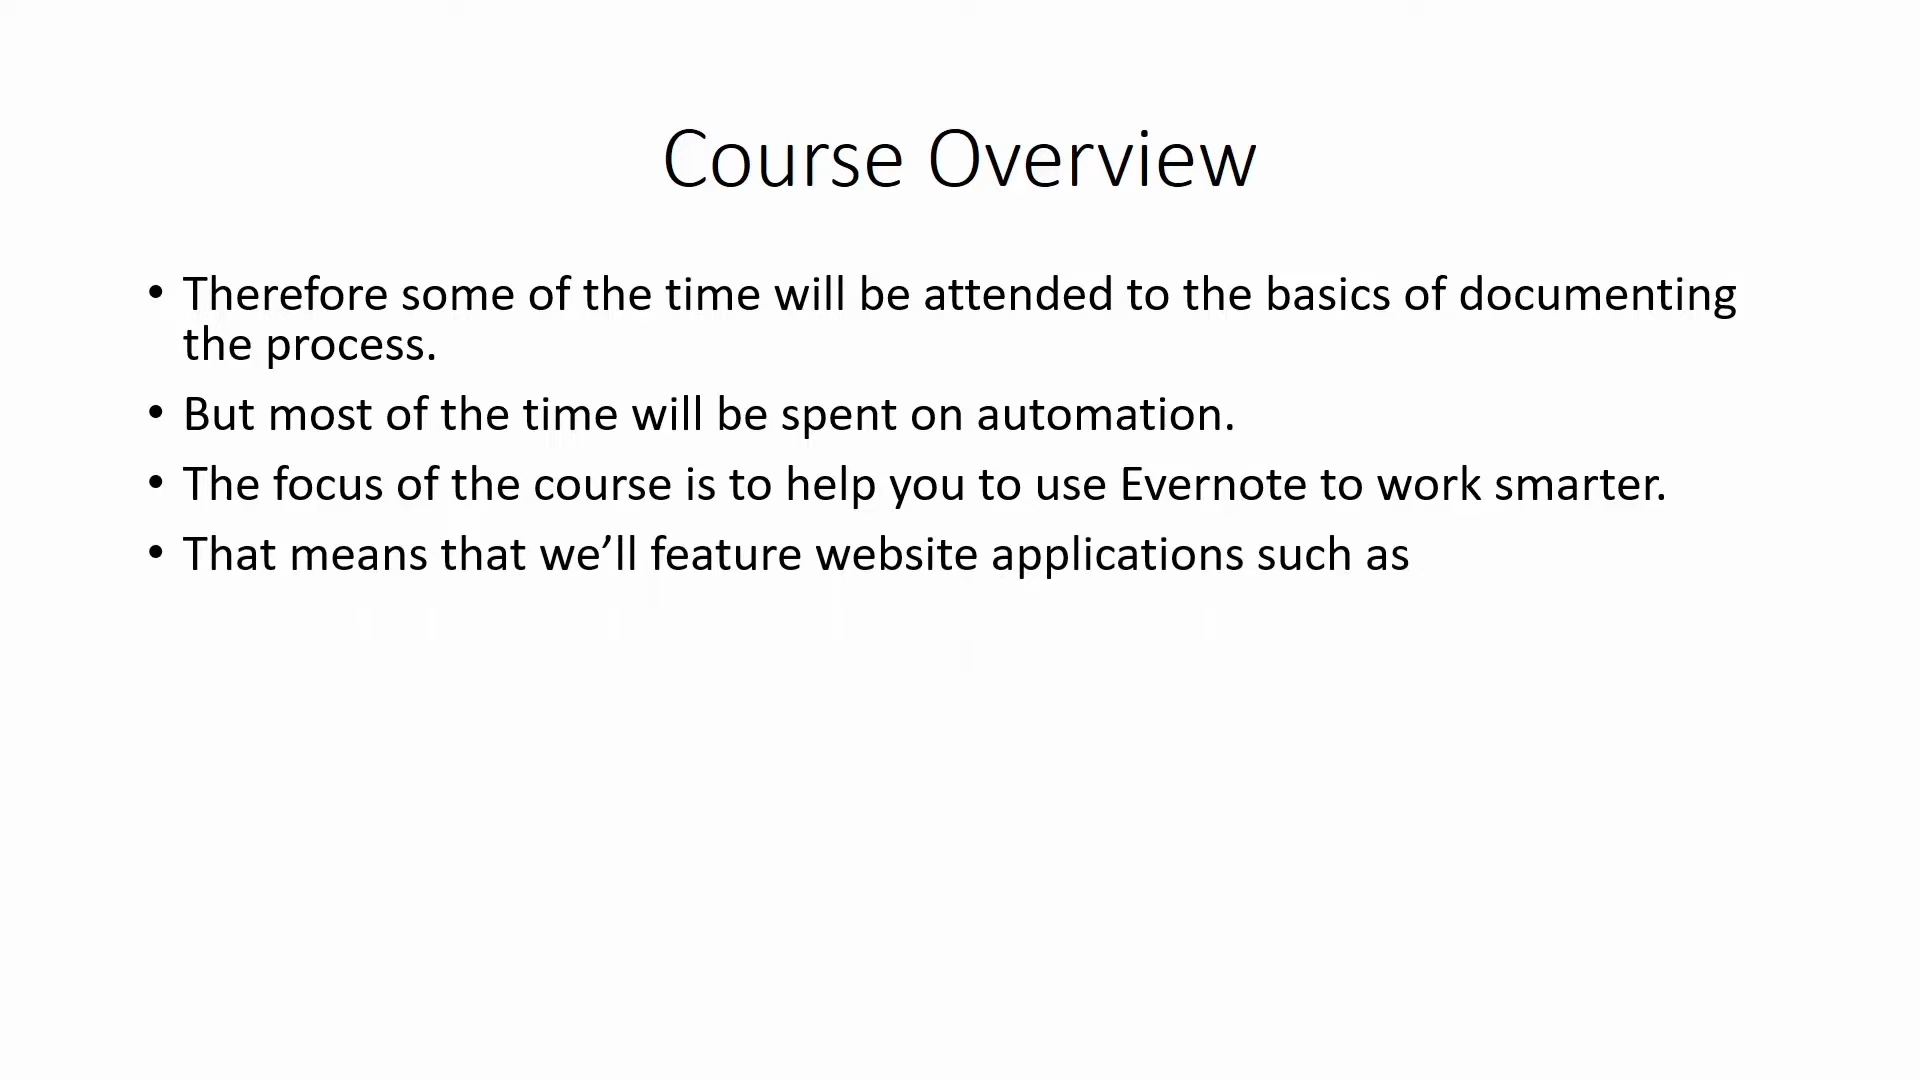 Course Overview
• Therefore some of the time will be attended to the basics of documenting
the process.
• But most of the time will be spent on automation.
• The focus of the course is to help you to use Evernote to work smarter.
• That means that we’ll feature website applications such as